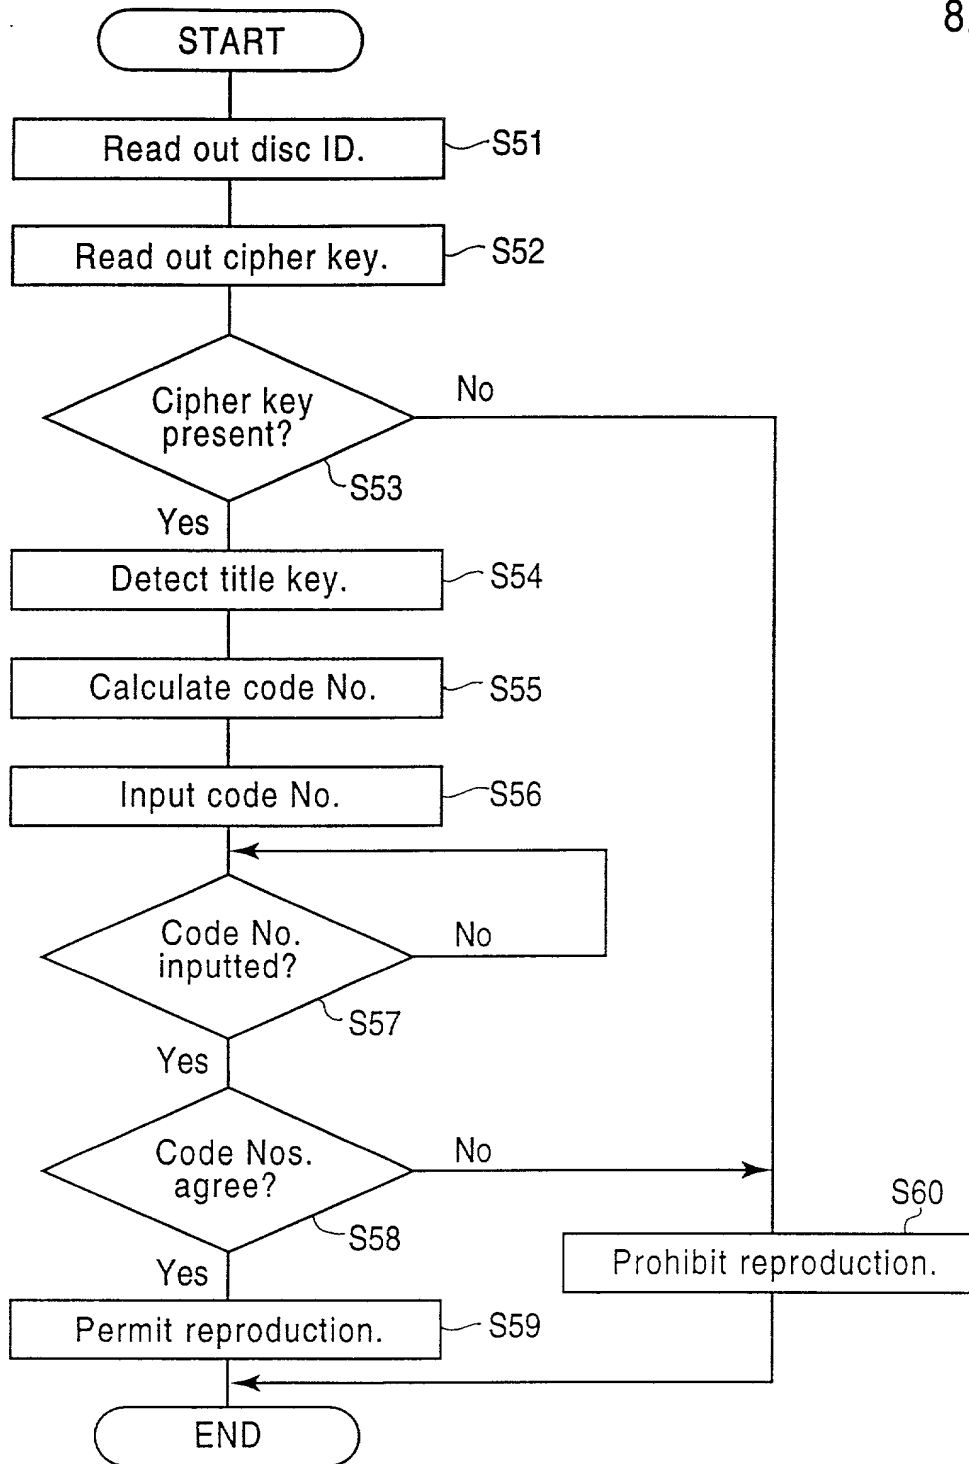 8.
START
Read out disc ID.
S51
Read out cipher key.
S52
Cipher key
present?
No
S53
Yes
Detect title key.
S54
Calculate code No.
S55
Input code No.
S56
Code No.
inputted?
No
S57
Yes
Code Nos.
agree?
No
S58
S60
Yes
Prohibit reproduction.
Permit reproduction.
S59
END